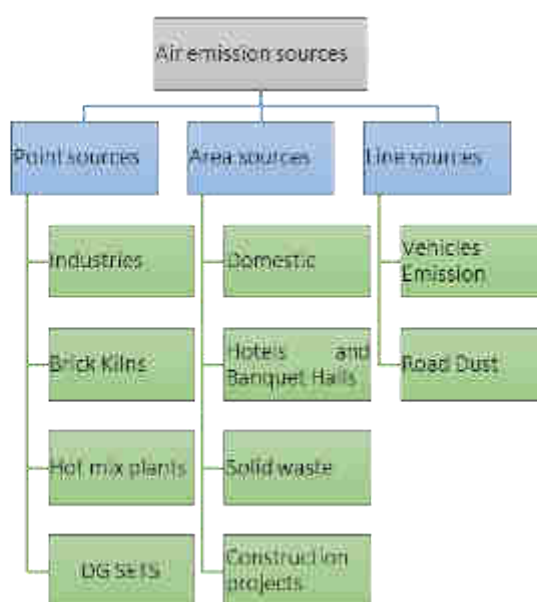 Air emission sources
Point sources
Area sources
Line sources
Industries
Brick Kilns
Hot mix plants
DG SETS
Domestic
Hotels and
Banquet Halls
Solid waste
Construction
projects
Vehicles
Emission
Road Dust